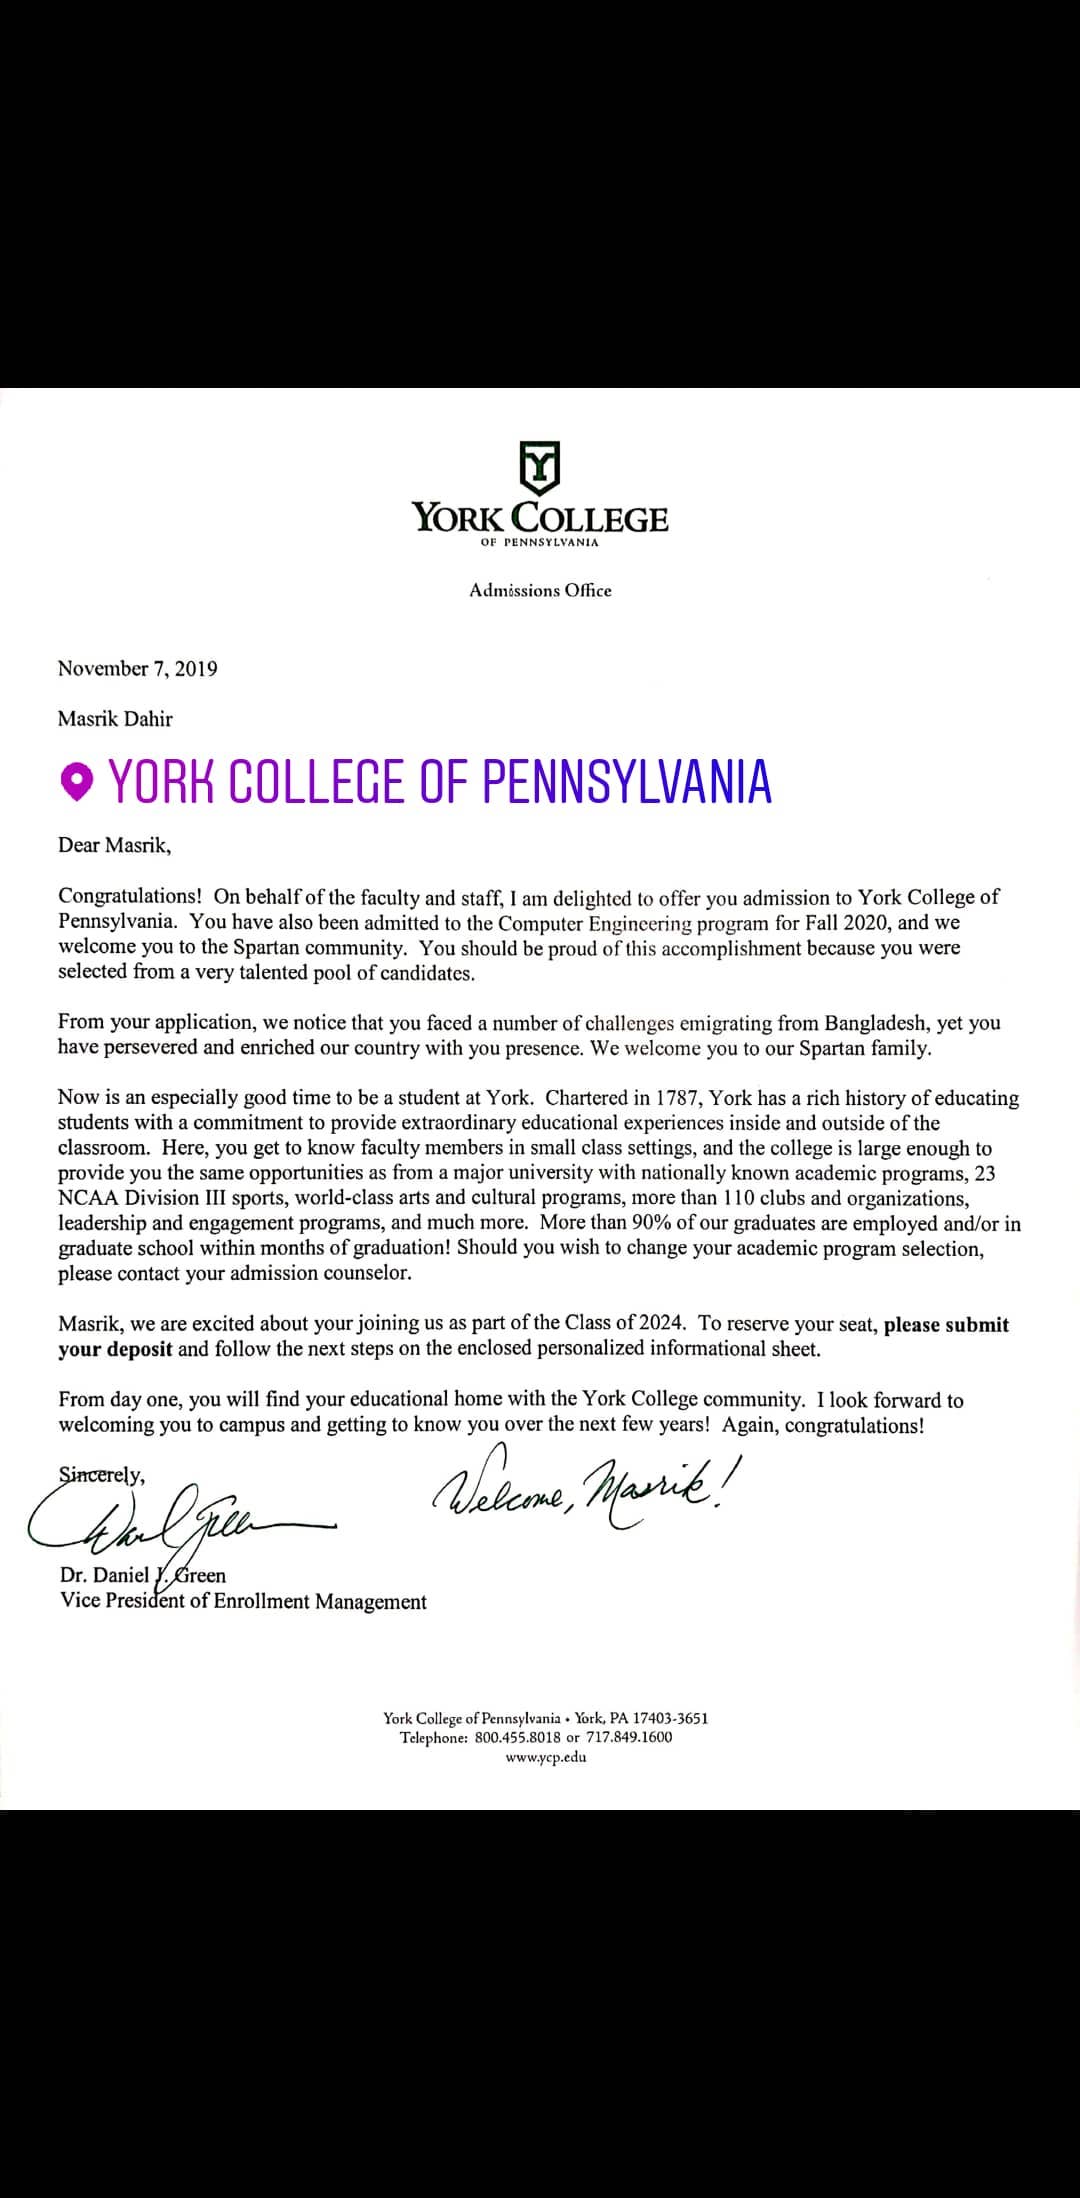 Y
YORK COLLEGE
OF PENNSYLVANIA
Admissions Office
November 7, 2019
Masrik Dahir
YORK COLLEGE OF PENNSYLVANIA
Dear Masrik,
Congratulations!  On behalf of the faculty and staff, I am delighted to offer you admission to York College of
Pennsylvania.  You have also been admitted to the Computer Engineering program for Fall 2020, and we
welcome you to the Spartan community.  You should be proud of this accomplishment because you were
selected from a very talented pool of candidates.
From your application, we notice that you faced a number of challenges emigrating from Bangladesh, yet you
have persevered and enriched our country with you presence. We welcome you to our Spartan family.
Now is an especially good time to be a student at York.  Chartered in 1787, York has a rich history of educating
students with a commitment to provide extraordinary educational experiences inside and outside of the
classroom.  Here, you get to know faculty members in small class settings, and the college is large enough to
provide you the same opportunities as from a major university with nationally known academic programs, 23
NCAA Division III sports, world-class arts and cultural programs, more than 110 clubs and organizations,
leadership and engagement programs, and much more.  More than 90% of our graduates are employed and/or in
graduate school within months of graduation! Should you wish to change your academic program selection,
please contact your admission counselor.
Masrik, we are excited about your joining us as part of the Class of 2024.  To reserve your seat, please submit
your deposit and follow the next steps on the enclosed personalized informational sheet.
From day one, you will find your educational home with the York College community.  I look forward to
welcoming you to campus and getting to know you over the next few years!  Again, congratulations!
Sincerely,
Welcome, Masrik!
Dr. Daniel J. Green
Vice President of Enrollment Management
York College of Pennsylvania • York, PA 17403-3651
Telephone: 800.455.8018 or 717.849.1600
www.ycp.edu